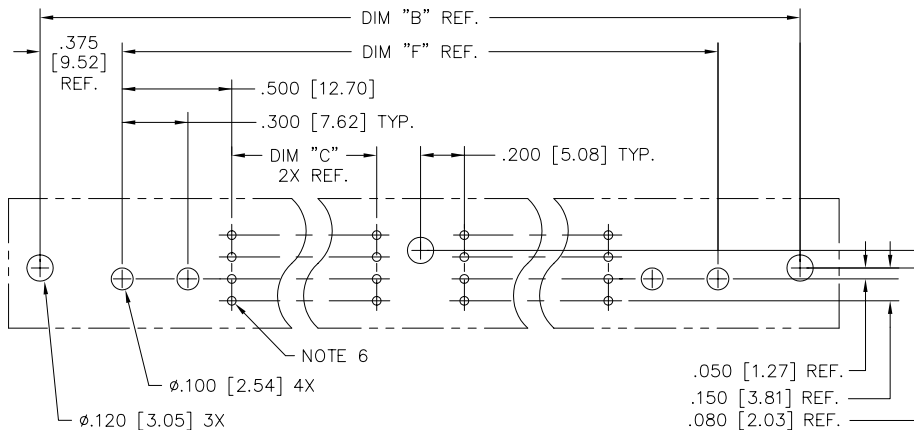 DIM "B" REF.
.375
[9.52]
REF.
DIM "F" REF.
.500 [12.70]
.300 [7.62] TYP.
DIM "C"
2X REF.
.200 [5.08] TYP.
NOTE 6
ø.100 [2.54] 4X
ø.120 [3.05] 3X
.050 [1.27] REF.
.150 [3.81] REF.
.080 [2.03] REF.